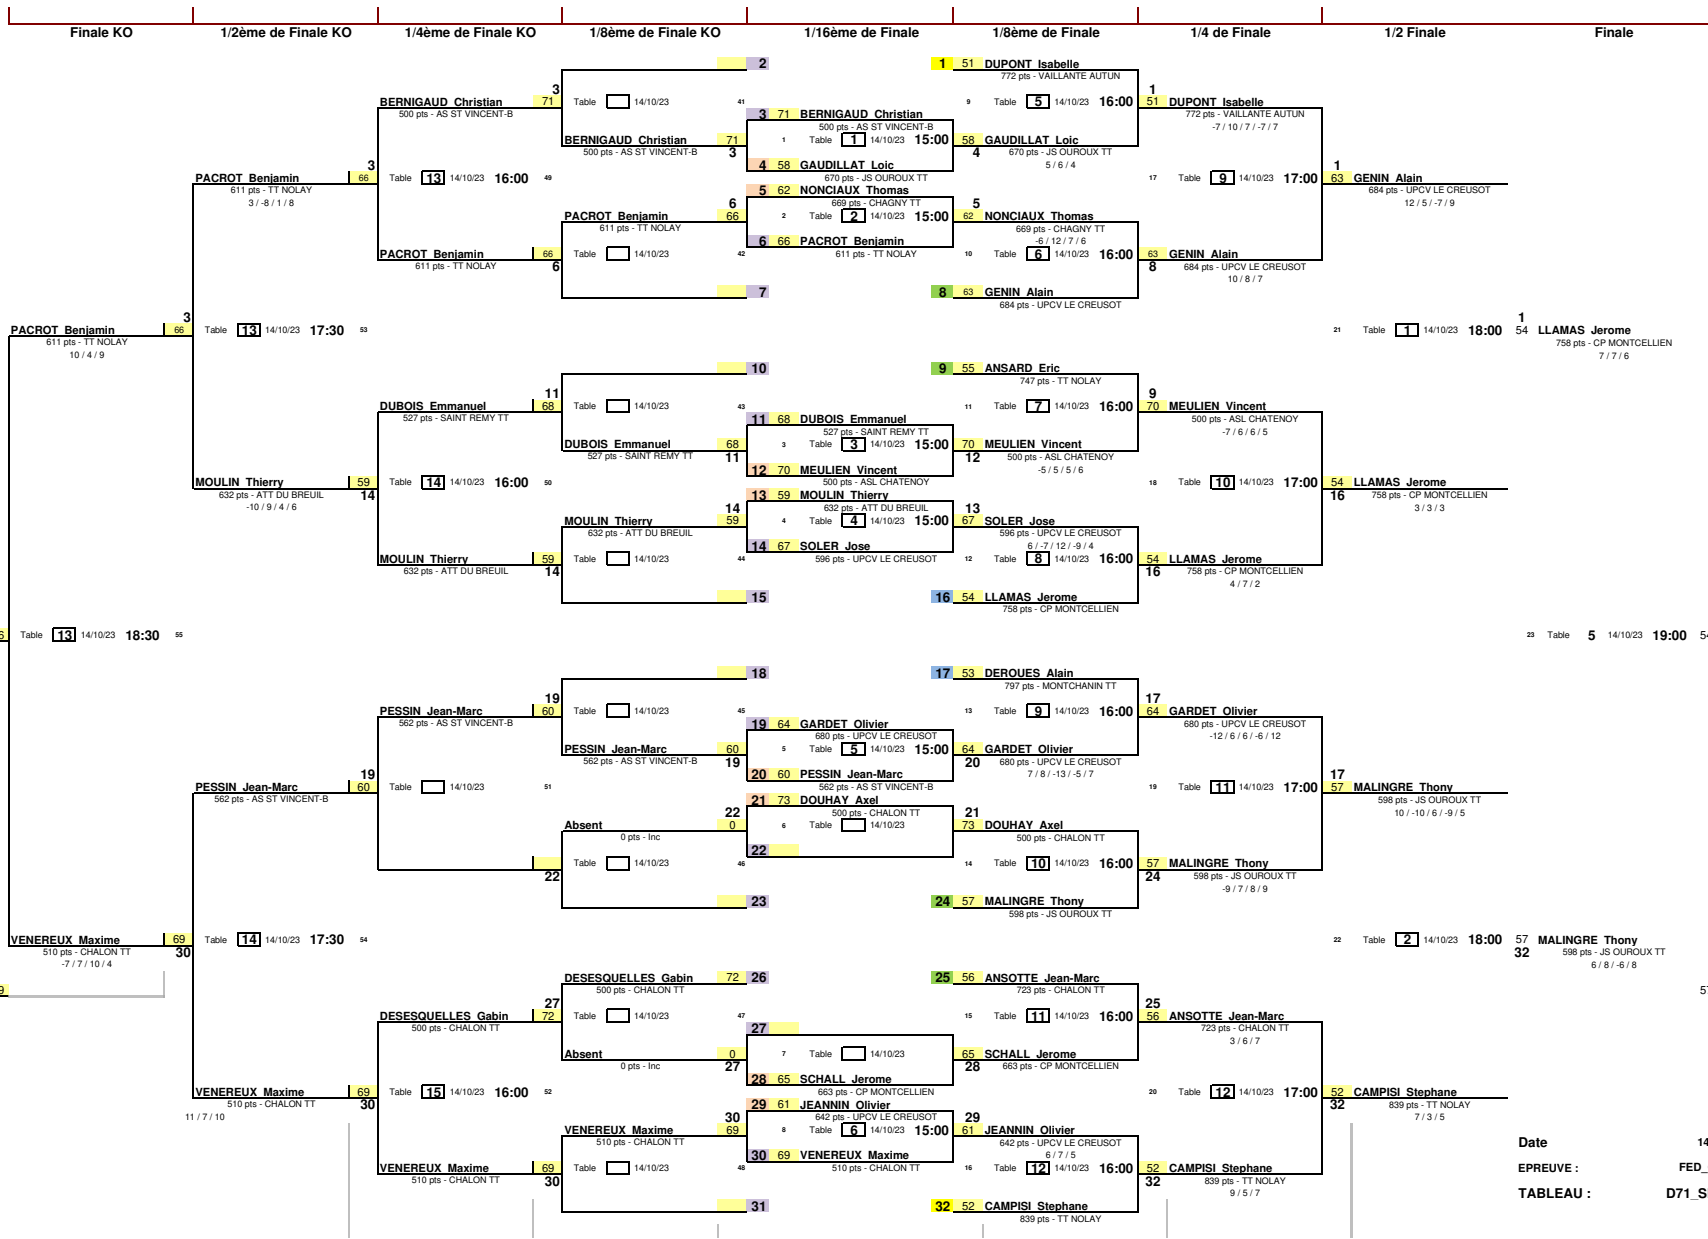 Finale KO 1/2ème de Finale KO 1/4ème de Finale KO 1/8ème de Finale KO 1/16ème de Finale 1/8ème de Finale 1/4 de Finale 1/2 Finale Finale
2 1 51 DUPONT Isabelle
772 pts - VAILLANTE AUTUN
3 1
BERNIGAUD Christian 71 Table 14/10/23 41 9 Table 5 14/10/23 16:00 51 DUPONT Isabelle
500 pts - AS ST VINCENT-B 3 71 BERNIGAUD Christian 772 pts - VAILLANTE AUTUN
500 pts - AS ST VINCENT-B -7 / 10 / 7 / -7 / 7
BERNIGAUD Christian 71 1 Table 1 14/10/23 15:00 58 GAUDILLAT Loic
500 pts - AS ST VINCENT-B 3 4 670 pts - JS OUROUX TT
3 4 58 GAUDILLAT Loic 5 / 6 / 4 1
PACROT Benjamin 66 Table 13 14/10/23 16:00 49 670 pts - JS OUROUX TT 17 Table 9 14/10/23 17:00 63 GENIN Alain
611 pts - TT NOLAY 5 62 NONCIAUX Thomas 684 pts - UPCV LE CREUSOT
3 / -8 / 1 / 8 6 669 pts - CHAGNY TT 5 12 / 5 / -7 / 9
PACROT Benjamin 66 2 Table 2 14/10/23 15:00 62 NONCIAUX Thomas
611 pts - TT NOLAY 669 pts - CHAGNY TT
6 66 PACROT Benjamin -6 / 12 / 7 / 6
PACROT Benjamin 66 Table 14/10/23 42 611 pts - TT NOLAY 10 Table 6 14/10/23 16:00 63 GENIN Alain
611 pts - TT NOLAY 6 8 684 pts - UPCV LE CREUSOT
10 / 8 / 7
7 8 63 GENIN Alain
684 pts - UPCV LE CREUSOT
3 1
PACROT Benjamin 66 Table 13 14/10/23 17:30 53 21 Table 1 14/10/23 18:00 54 LLAMAS Jerome
611 pts - TT NOLAY 758 pts - CP MONTCELLIEN
10 / 4 / 9 7 / 7 / 6
10 9 55 ANSARD Eric
747 pts - TT NOLAY
11 9
DUBOIS Emmanuel 68 Table 14/10/23 43 11 Table 7 14/10/23 16:00 70 MEULIEN Vincent
527 pts - SAINT REMY TT 11 68 DUBOIS Emmanuel 500 pts - ASL CHATENOY
527 pts - SAINT REMY TT -7 / 6 / 6 / 5
DUBOIS Emmanuel 68 3 Table 3 14/10/23 15:00 70 MEULIEN Vincent
527 pts - SAINT REMY TT 11 12 500 pts - ASL CHATENOY
12 70 MEULIEN Vincent -5 / 5 / 5 / 6
MOULIN Thierry 59 Table 14 14/10/23 16:00 50 500 pts - ASL CHATENOY 18 Table 10 14/10/23 17:00 54 LLAMAS Jerome
632 pts - ATT DU BREUIL 14 13 59 MOULIN Thierry 16 758 pts - CP MONTCELLIEN
-10 / 9 / 4 / 6 14 632 pts - ATT DU BREUIL 13 3 / 3 / 3
MOULIN Thierry 59 4 Table 4 14/10/23 15:00 67 SOLER Jose
632 pts - ATT DU BREUIL 596 pts - UPCV LE CREUSOT
14 67 SOLER Jose 6 / -7 / 12 / -9 / 4
MOULIN Thierry 59 Table 14/10/23 44 596 pts - UPCV LE CREUSOT 12 Table 8 14/10/23 16:00 54 LLAMAS Jerome
632 pts - ATT DU BREUIL 14 16 758 pts - CP MONTCELLIEN
4 / 7 / 2
15 16 54 LLAMAS Jerome
758 pts - CP MONTCELLIEN
Table 13 14/10/23 18:30 55 23 Table 5 14/10/23 19:00
18 17 53 DEROUES Alain
797 pts - MONTCHANIN TT
19 17
PESSIN Jean-Marc 60 Table 14/10/23 45 13 Table 9 14/10/23 16:00 64 GARDET Olivier
562 pts - AS ST VINCENT-B 19 64 GARDET Olivier 680 pts - UPCV LE CREUSOT
680 pts - UPCV LE CREUSOT -12 / 6 / 6 / -6 / 12
PESSIN Jean-Marc 60 5 Table 5 14/10/23 15:00 64 GARDET Olivier
562 pts - AS ST VINCENT-B 19 20 680 pts - UPCV LE CREUSOT
19 20 60 PESSIN Jean-Marc 7 / 8 / -13 / -5 / 7 17
PESSIN Jean-Marc 60 Table 14/10/23 51 562 pts - AS ST VINCENT-B 19 Table 11 14/10/23 17:00 57 MALINGRE Thony
562 pts - AS ST VINCENT-B 21 73 DOUHAY Axel 598 pts - JS OUROUX TT
22 500 pts - CHALON TT 21 10 / -10 / 6 / -9 / 5
Absent 0 6 Table 14/10/23 73 DOUHAY Axel
0 pts - Inc 500 pts - CHALON TT
22
Table 14/10/23 46 14 Table 10 14/10/23 16:00 57 MALINGRE Thony
22 24 598 pts - JS OUROUX TT
-9 / 7 / 8 / 9
23 24 57 MALINGRE Thony
598 pts - JS OUROUX TT
VENEREUX Maxime 69 Table 14 14/10/23 17:30 54 22 Table 2 14/10/23 18:00 57 MALINGRE Thony
510 pts - CHALON TT 30 32 598 pts - JS OUROUX TT
-7 / 7 / 10 / 4 6 / 8 / -6 / 8
DESESQUELLES Gabin 72 26 25 56 ANSOTTE Jean-Marc
500 pts - CHALON TT 723 pts - CHALON TT
27 25
DESESQUELLES Gabin 72 Table 14/10/23 47 15 Table 11 14/10/23 16:00 56 ANSOTTE Jean-Marc
500 pts - CHALON TT 27 723 pts - CHALON TT
3 / 6 / 7
Absent 0 7 Table 14/10/23 65 SCHALL Jerome
0 pts - Inc 27 28 663 pts - CP MONTCELLIEN
28 65 SCHALL Jerome
VENEREUX Maxime 69 Table 15 14/10/23 16:00 52 663 pts - CP MONTCELLIEN 20 Table 12 14/10/23 17:00 52 CAMPISI Stephane
510 pts - CHALON TT 30 29 61 JEANNIN Olivier 32 839 pts - TT NOLAY
11 / 7 / 10 30 642 pts - UPCV LE CREUSOT 29 7 / 3 / 5
VENEREUX Maxime 69 8 Table 6 14/10/23 15:00 61 JEANNIN Olivier
510 pts - CHALON TT 642 pts - UPCV LE CREUSOT Date 14
30 69 VENEREUX Maxime 6 / 7 / 5
VENEREUX Maxime 69 Table 14/10/23 48 510 pts - CHALON TT 16 Table 12 14/10/23 16:00 52 CAMPISI Stephane EPREUVE : FED_
510 pts - CHALON TT 30 32 839 pts - TT NOLAY
9 / 5 / 7 TABLEAU : D71_S
31 32 52 CAMPISI Stephane
839 pts - TT NOLAY